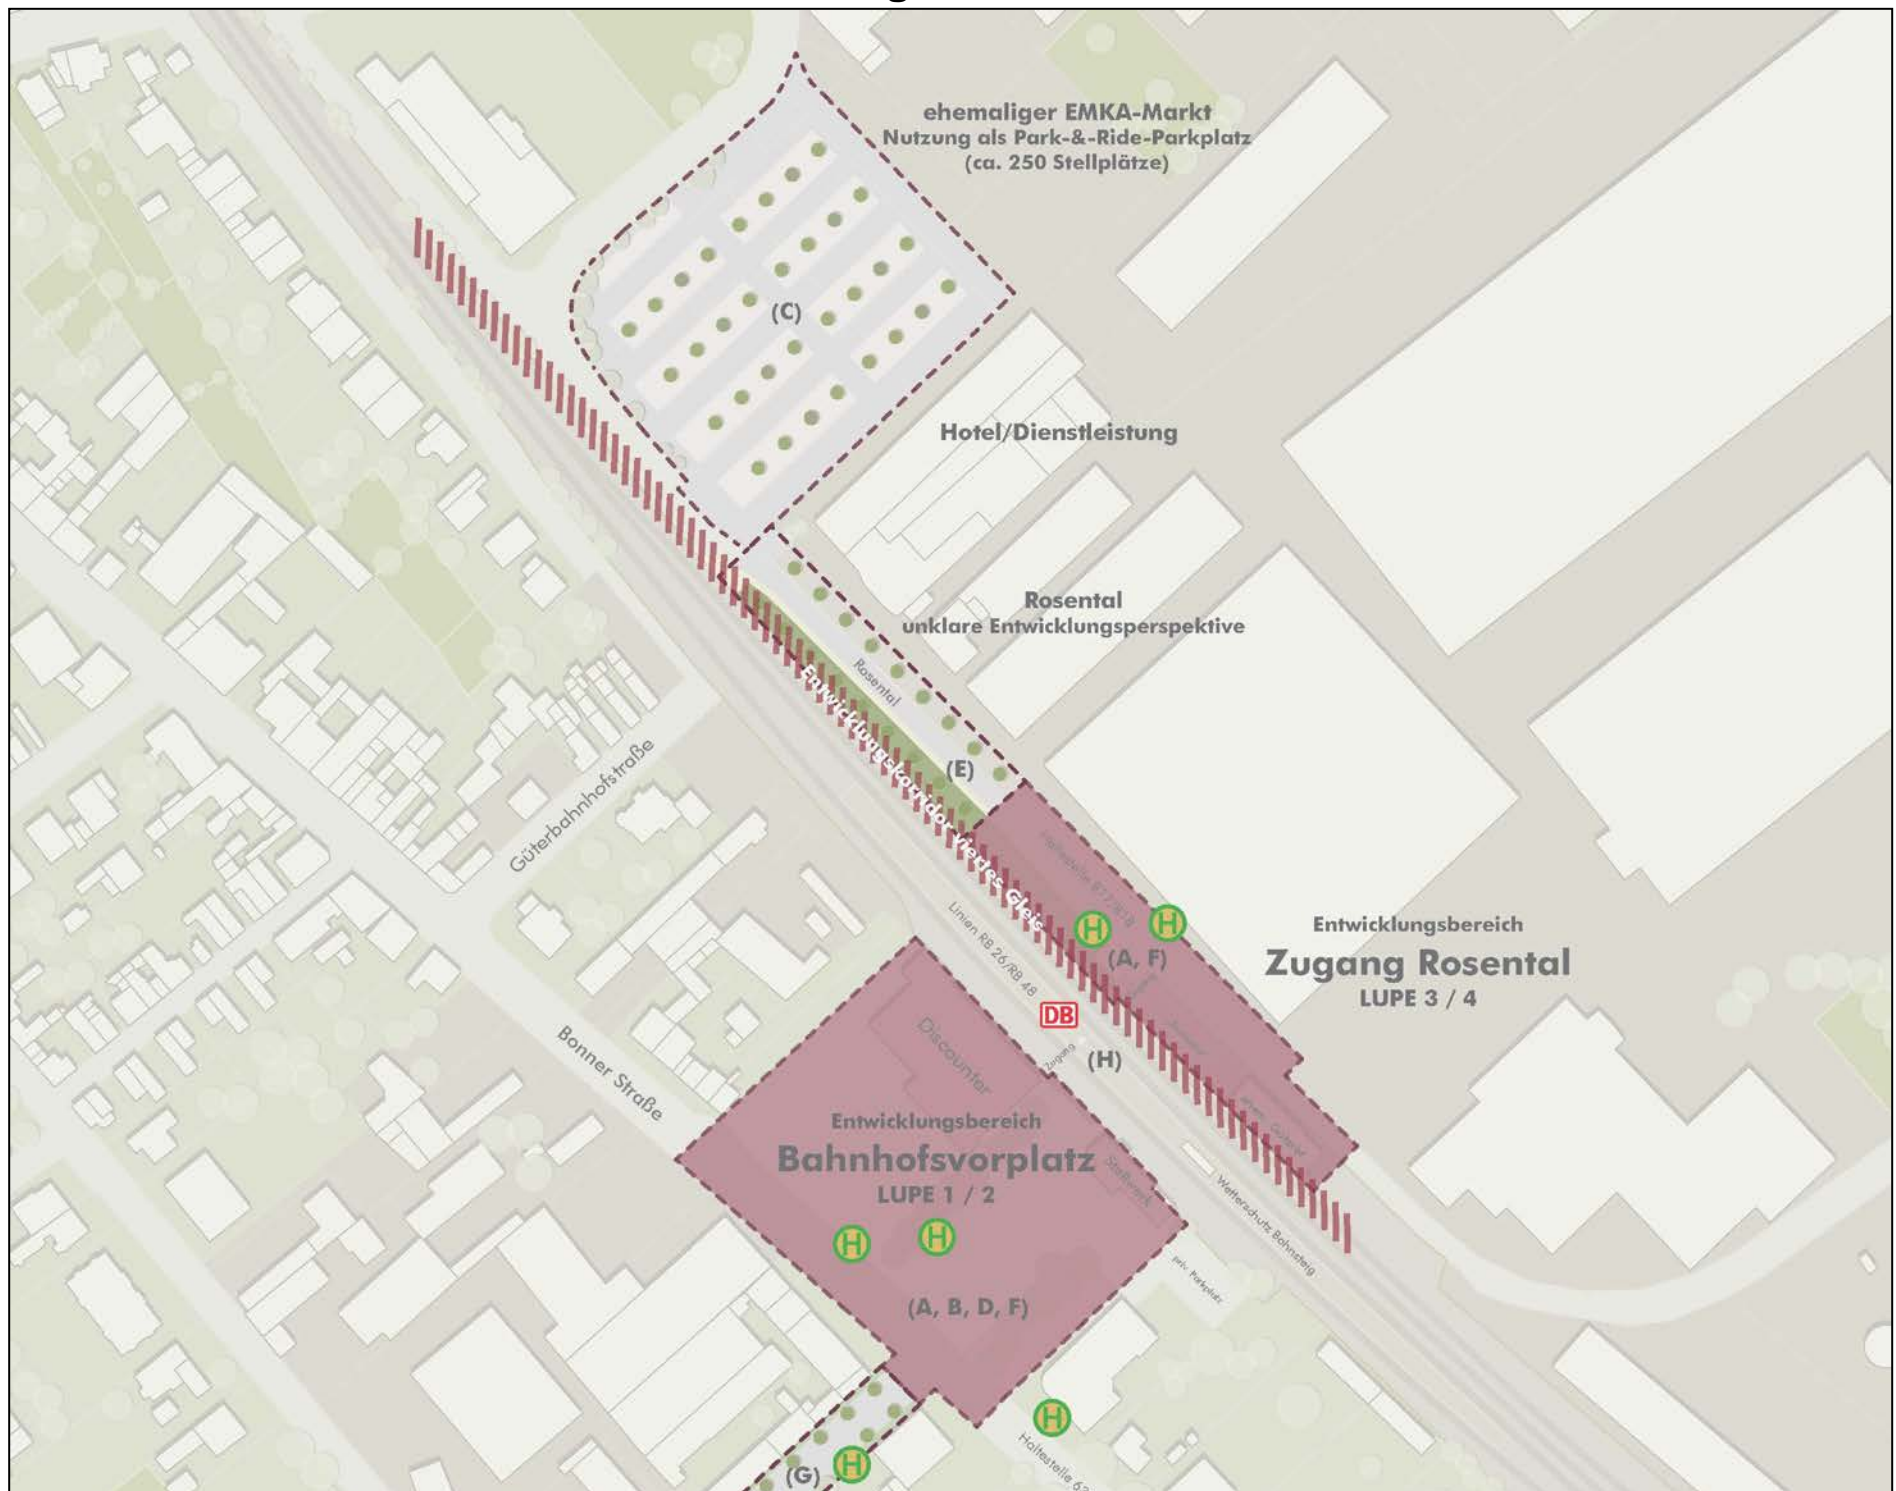 ehemaliger EMKA-Markt
Nutzung als Park-&-Ride-Parkplatz
(ca. 250 Stellplätze)
(C)
Hotel/Dienstleistung
Rosental
unklare Entwicklungsperspektive
Rosental
(E)
Entwicklungskorridor viertes Gleis
Güterbahnhofstraße
Haltestelle
H
H
(A, F)
Entwicklungsbereich
Zugang Rosental
LUPE 3 / 4
Linien RB 26/RB 48
DB
Zugang
(H)
Discounter
Bonner Straße
Entwicklungsbereich
Bahnhofsvorplatz
LUPE 1 / 2
H
H
(A, B, D, F)
Wetterschutz Bahnsteig
priv. Parkplatz
H
Haltestelle
(G)
H